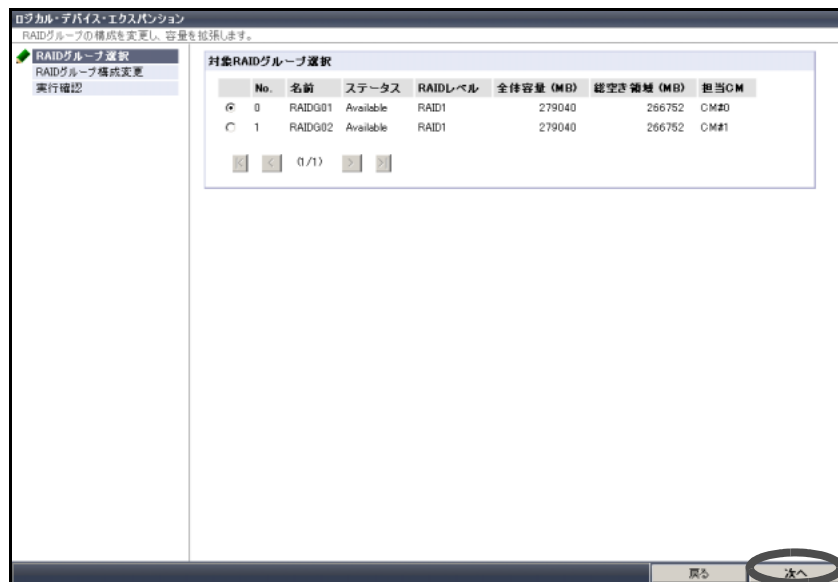 ロジカル・デバイス・エクスパンション
RAIDグループの構成を変更し、容量を拡張します。
RAIDグループ選択
RAIDグループ構成変更
実行確認
対象RAIDグループ選択
No. 名前 ステータス RAIDレベル 全体容量 (MB) 総空き領域 (MB) 担当CM
0 RAIDG01 Available RAID1 279040 266752 CM#0
1 RAIDG02 Available RAID1 279040 266752 CM#1
(1/1)
戻る 次へ